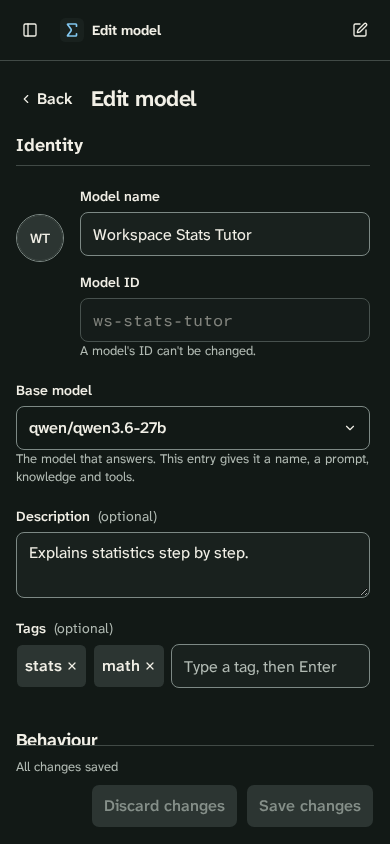 Edit model
Back
Edit model
Identity
Model name
WT
Workspace Stats Tutor
Model ID
ws-stats-tutor
A model's ID can't be changed.
Base model
qwen/qwen3.6-27b
The model that answers. This entry gives it a name, a prompt,
knowledge and tools.
Description (optional)
Explains statistics step by step.
Tags (optional)
stats × math × Type a tag, then Enter
Behaviour
All changes saved
Discard changes Save changes